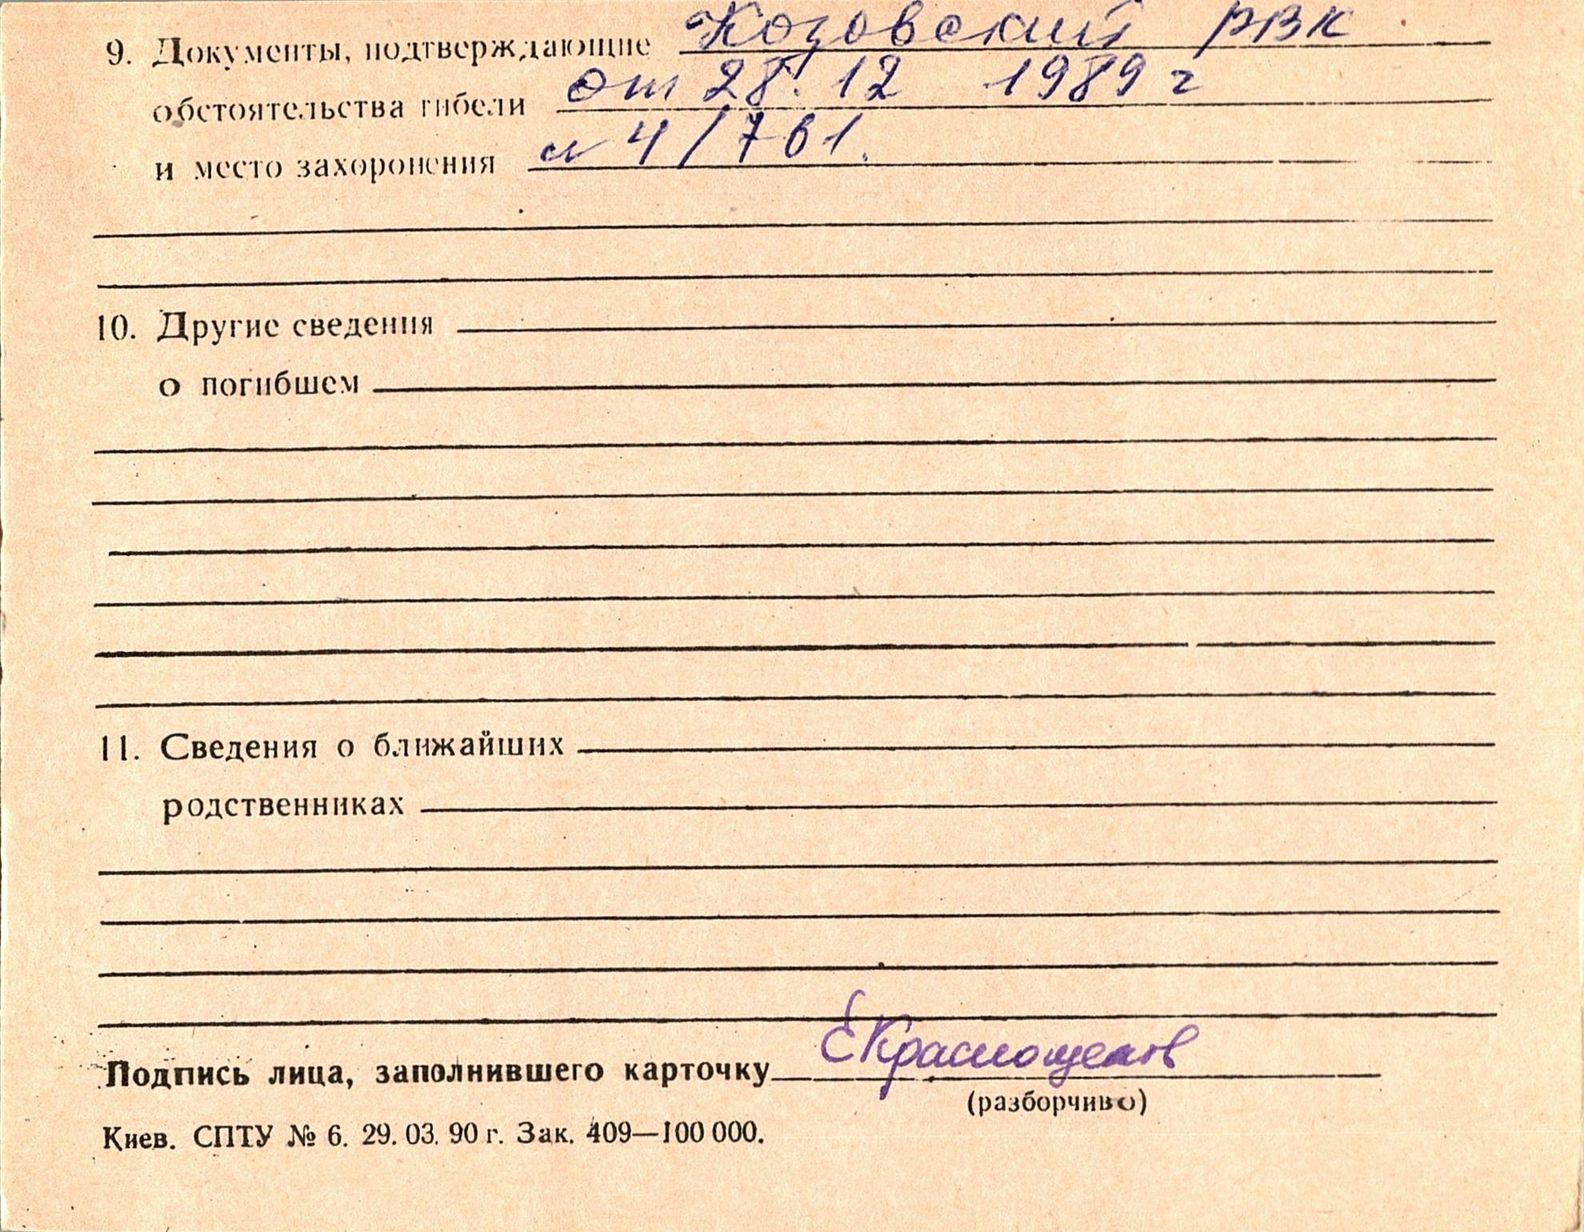 9. Документы, подтверждающие Козовский РВК
обстоятельства гибели от 28.12 1989 г
и место захоронения № 4/761.
10. Другие сведения
о погибшем
11. Сведения о ближайших
родственниках
Подпись лица, заполнившего карточку ЕКраснощеков
(разборчиво)
Киев. СПТУ № 6. 29. 03. 90 г. Зак. 409—100 000.